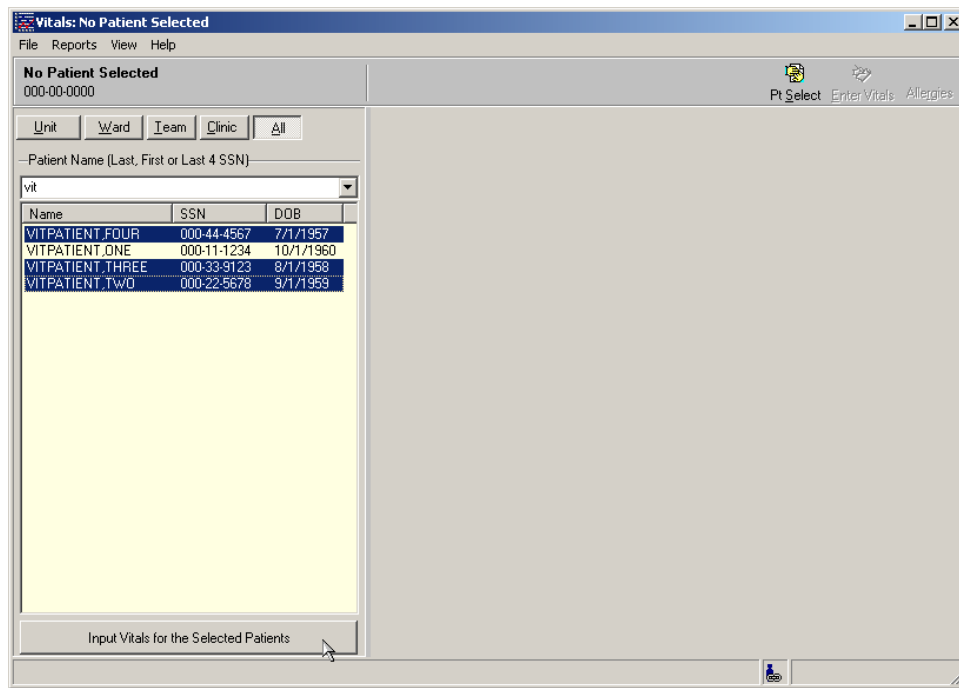 Vitals: No Patient Selected
File Reports View Help
No Patient Selected
000-00-0000
Pt Select Enter Vitals Allergies
Unit Ward Team Clinic All
Patient Name (Last, First or Last 4 SSN)
vit
Name SSN DOB
VITPATIENT,FOUR 000-44-4567 7/1/1957
VITPATIENT,ONE 000-11-1234 10/1/1960
VITPATIENT,THREE 000-33-9123 8/1/1958
VITPATIENT,TWO 000-22-5678 9/1/1959
Input Vitals for the Selected Patients